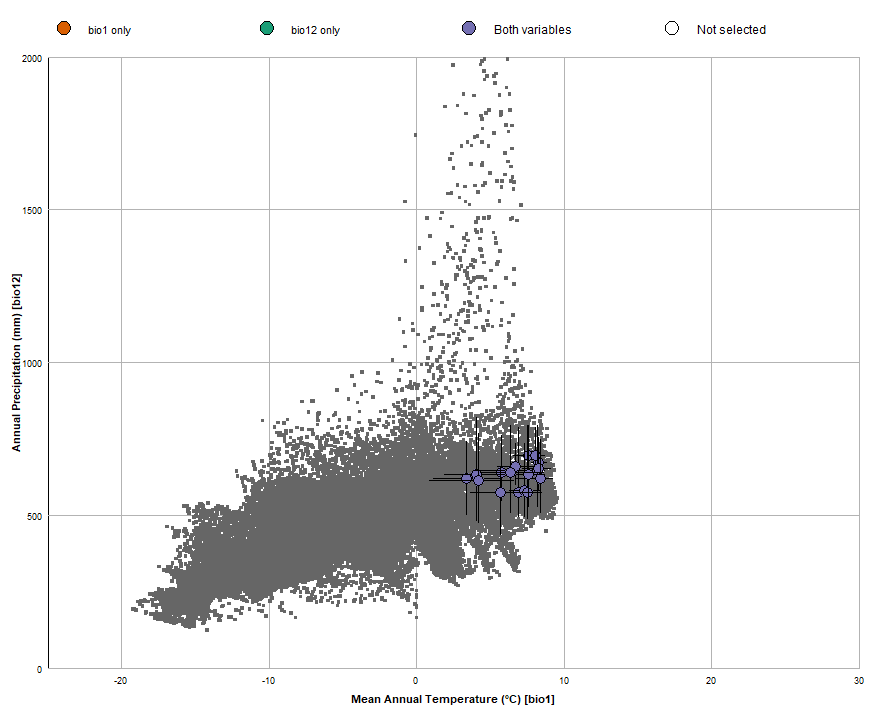 bio1 only
bio12 only
Both variables
Not selected
2000
1500
1000
500
0
Annual Precipitation (mm) [bio12]
-20
-10
0
10
20
30
Mean Annual Temperature (°C) [bio1]